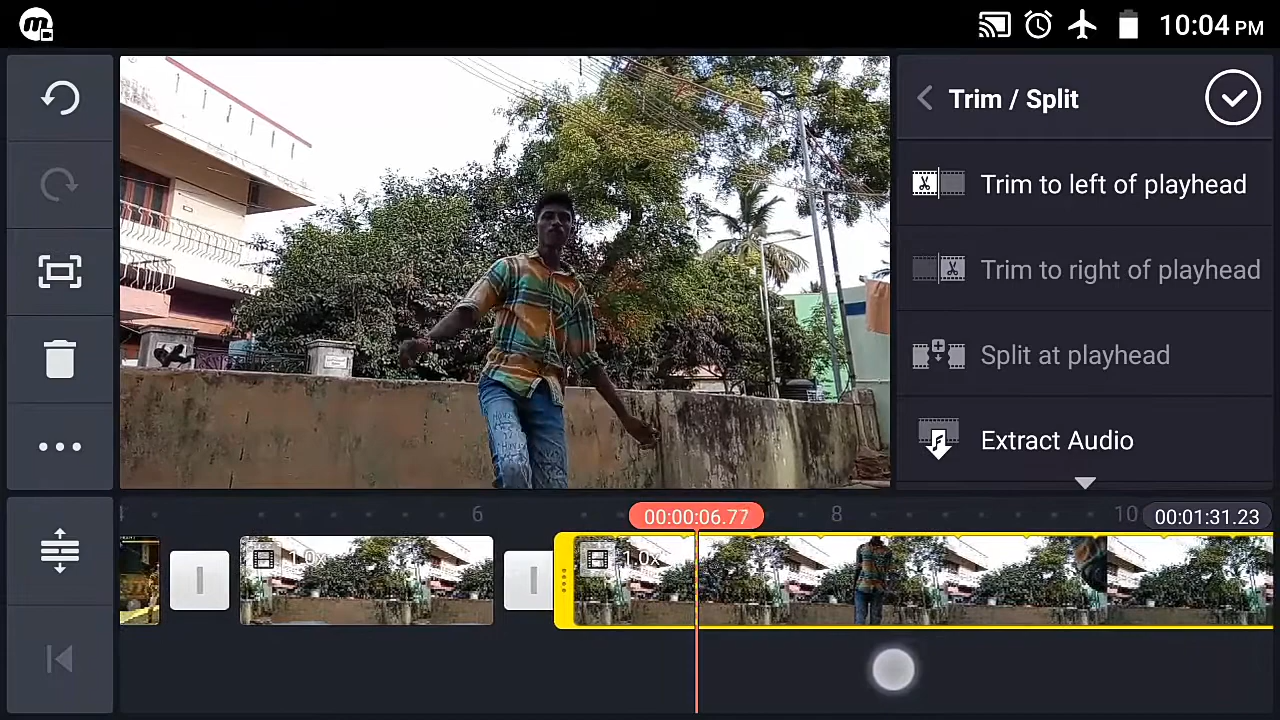 10:04 PM
Trim / Split
Trim to left of playhead
Trim to right of playhead
Split at playhead
Extract Audio
4
6
00:00:06.77
8
10
00:01:31.23
1.0x
1.0x